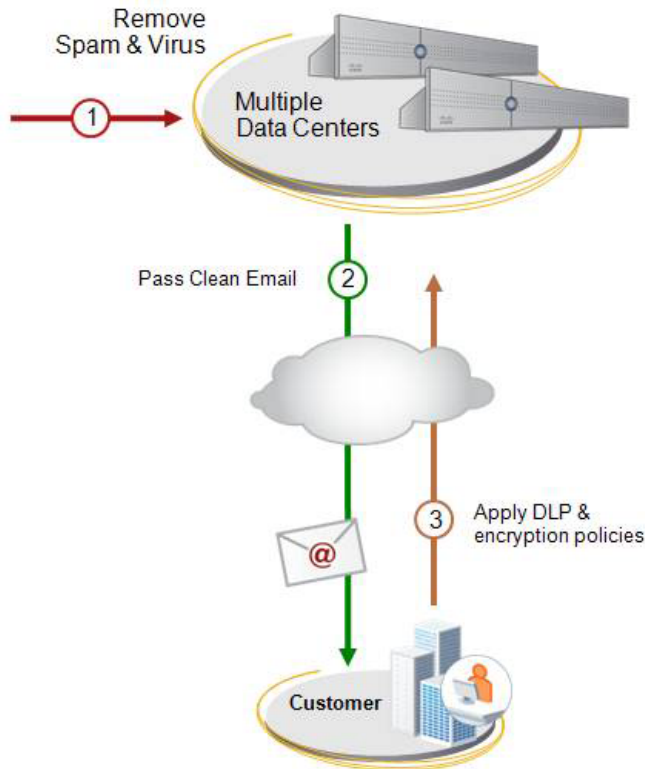 Remove
Spam & Virus
Multiple
Data Centers
1
Pass Clean Email
2
3
Apply DLP &
encryption policies
@
Customer